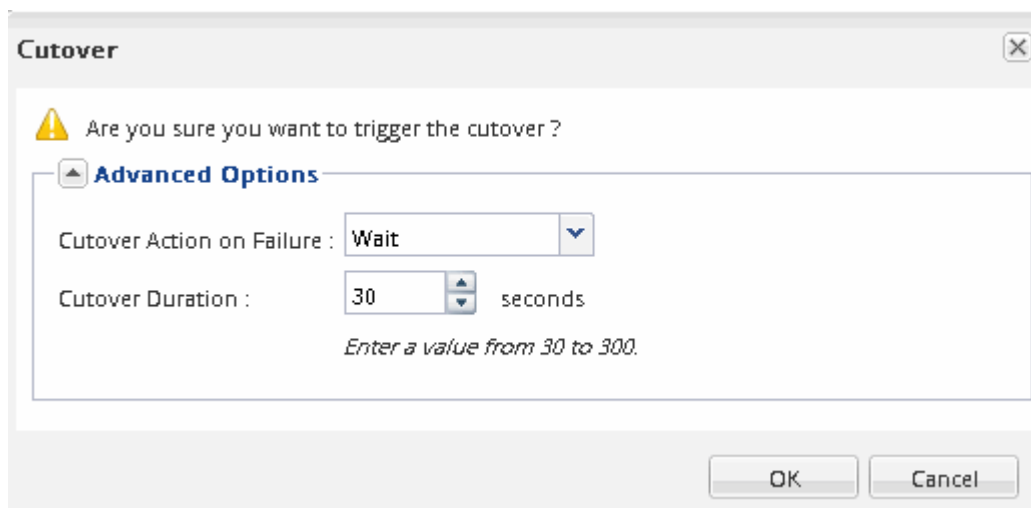 Cutover
Are you sure you want to trigger the cutover ?
Advanced Options
Cutover Action on Failure : Wait
Cutover Duration : 30 seconds
Enter a value from 30 to 300.
OK Cancel